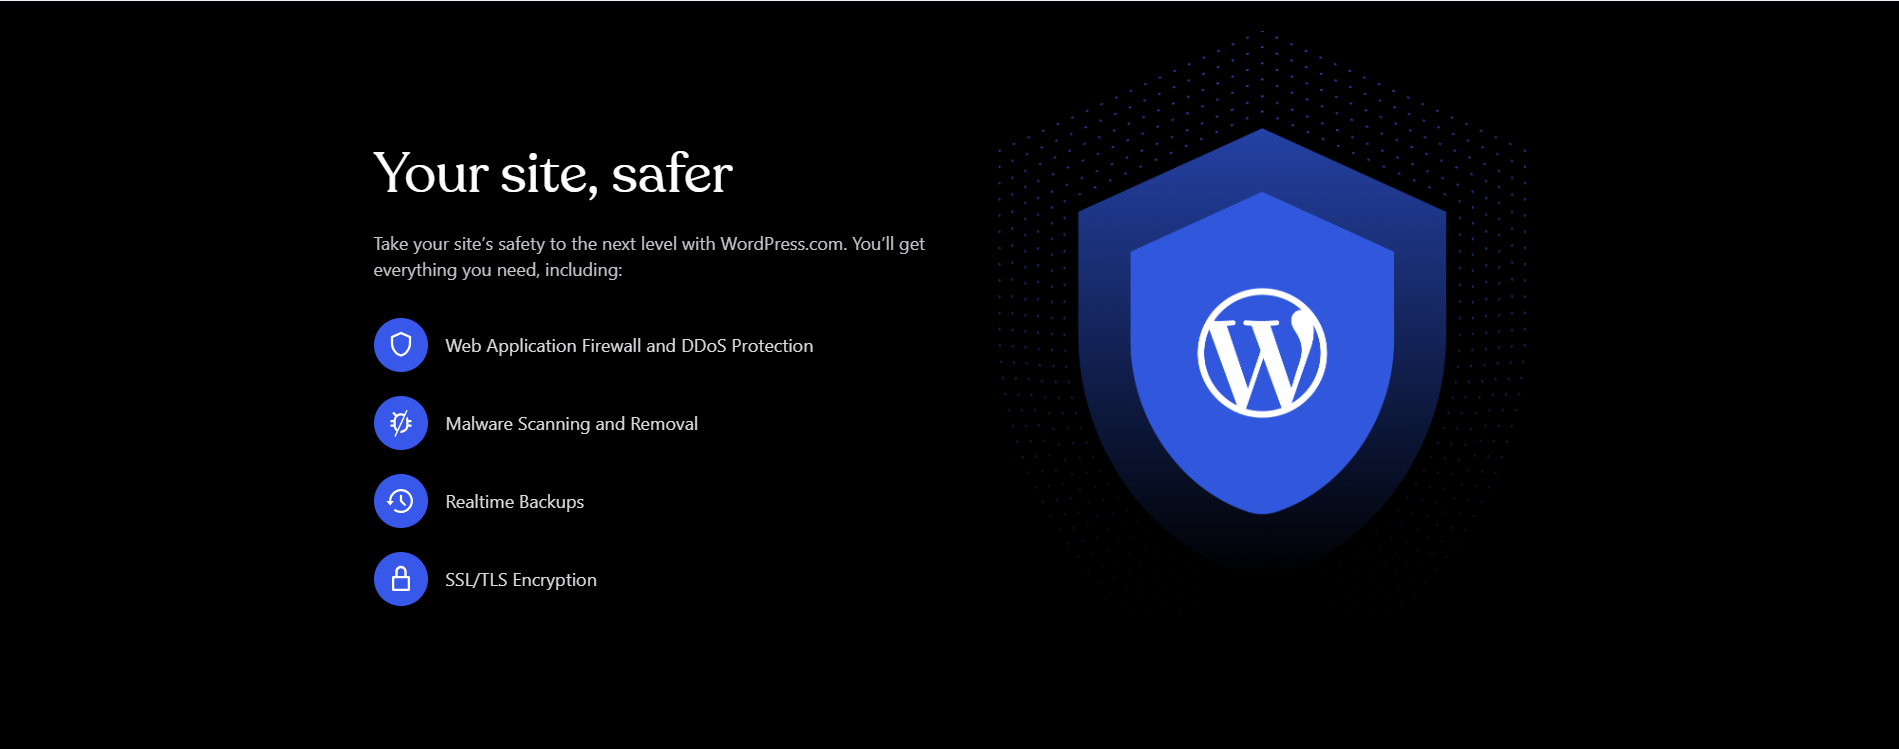 Your site, safer
Take your site’s safety to the next level with WordPress.com. You’ll get
everything you need, including:
Web Application Firewall and DDoS Protection
Malware Scanning and Removal
Realtime Backups
SSL/TLS Encryption
W